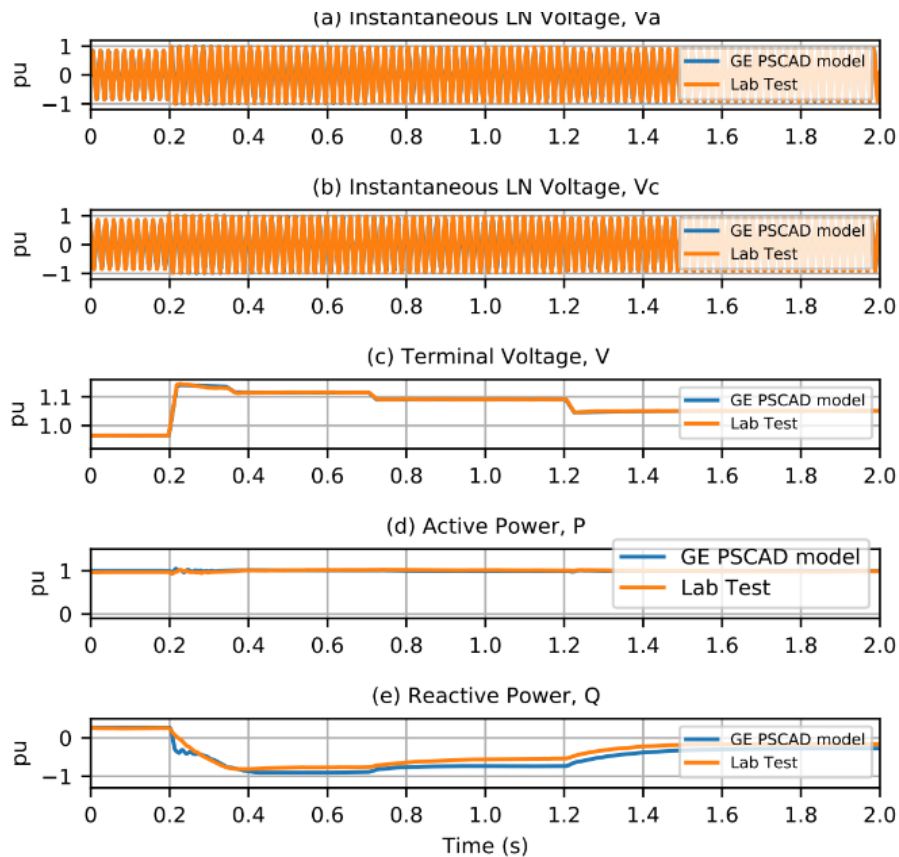 (a) Instantaneous LN Voltage, Va
pu
1
0
−1
GE PSCAD model
Lab Test
0 0.2 0.4 0.6 0.8 1.0 1.2 1.4 1.6 1.8 2.0
(b) Instantaneous LN Voltage, Vc
pu
1
0
−1
GE PSCAD model
Lab Test
0 0.2 0.4 0.6 0.8 1.0 1.2 1.4 1.6 1.8 2.0
(c) Terminal Voltage, V
pu
1.1
1.0
GE PSCAD model
Lab Test
0 0.2 0.4 0.6 0.8 1.0 1.2 1.4 1.6 1.8 2.0
(d) Active Power, P
pu
1
0
GE PSCAD model
Lab Test
0 0.2 0.4 0.6 0.8 1.0 1.2 1.4 1.6 1.8 2.0
(e) Reactive Power, Q
pu
0
−1
GE PSCAD model
Lab Test
0 0.2 0.4 0.6 0.8 1.0 1.2 1.4 1.6 1.8 2.0
Time (s)